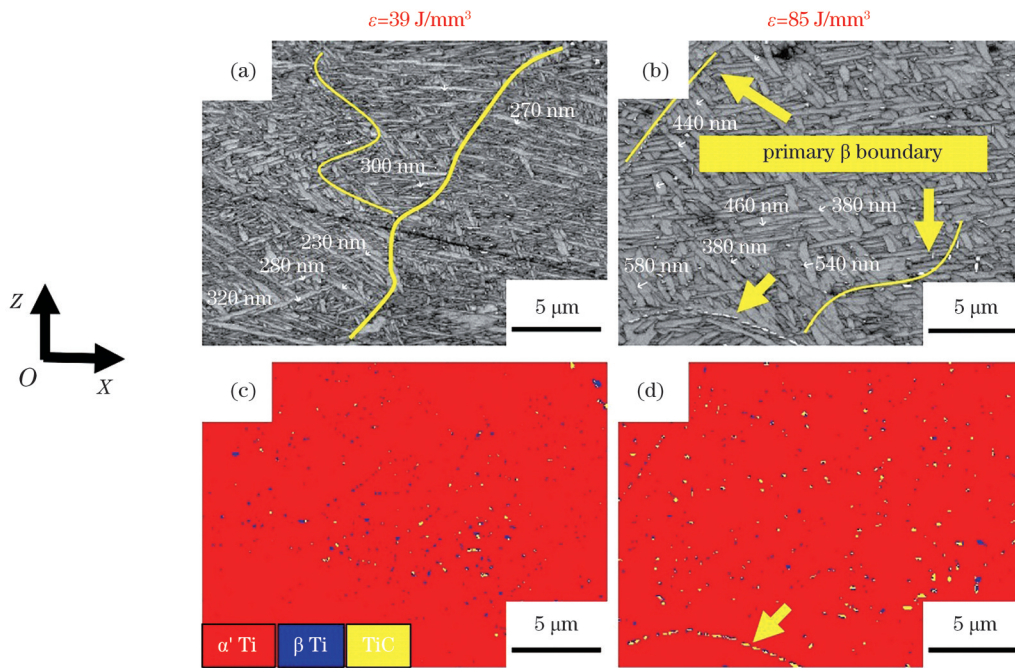 ε=39 J/mm³
ε=85 J/mm³
(a)
270 nm
300 nm
230 nm
280 nm
320 nm
5 μm
(b)
440 nm
primary β boundary
460 nm
380 nm
380 nm
580 nm
540 nm
5 μm
Z
O
X
(c)
α' Ti
β Ti
TiC
5 μm
(d)
5 μm